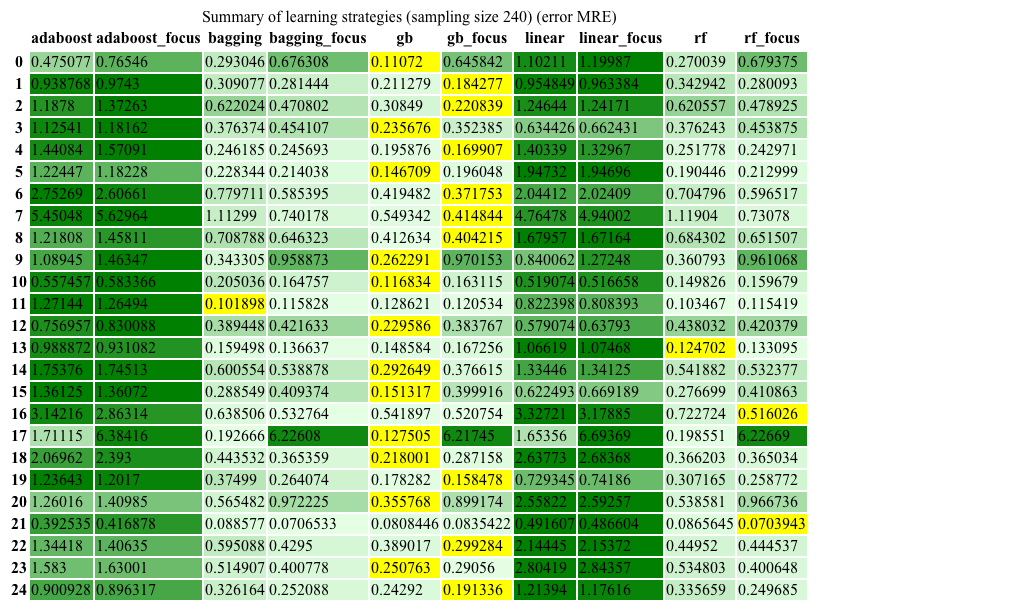 Summary of learning strategies (sampling size 240) (error MRE)
adaboost adaboost_focus bagging bagging_focus gb gb_focus linear linear_focus rf rf_focus
0 0.475077 0.76546 0.293046 0.676308 0.11072 0.645842 1.10211 1.19987 0.270039 0.679375
1 0.938768 0.9743 0.309077 0.281444 0.211279 0.184277 0.954849 0.963384 0.342942 0.280093
2 1.1878 1.37263 0.622024 0.470802 0.30849 0.220839 1.24644 1.24171 0.620557 0.478925
3 1.12541 1.18162 0.376374 0.454107 0.235676 0.352385 0.634426 0.662431 0.376243 0.453875
4 1.44084 1.57091 0.246185 0.245693 0.195876 0.169907 1.40339 1.32967 0.251778 0.242971
5 1.22447 1.18228 0.228344 0.214038 0.146709 0.196048 1.94732 1.94696 0.190446 0.212999
6 2.75269 2.60661 0.779711 0.585395 0.419482 0.371753 2.04412 2.02409 0.704796 0.596517
7 5.45048 5.62964 1.11299 0.740178 0.549342 0.414844 4.76478 4.94002 1.11904 0.73078
8 1.21808 1.45811 0.708788 0.646323 0.412634 0.404215 1.67957 1.67164 0.684302 0.651507
9 1.08945 1.46347 0.343305 0.958873 0.262291 0.970153 0.840062 1.27248 0.360793 0.961068
10 0.557457 0.583366 0.205036 0.164757 0.116834 0.163115 0.519074 0.516658 0.149826 0.159679
11 1.27144 1.26494 0.101898 0.115828 0.128621 0.120534 0.822398 0.808393 0.103467 0.115419
12 0.756957 0.830088 0.389448 0.421633 0.229586 0.383767 0.579074 0.63793 0.438032 0.420379
13 0.988872 0.931082 0.159498 0.136637 0.148584 0.167256 1.06619 1.07468 0.124702 0.133095
14 1.75376 1.74513 0.600554 0.538878 0.292649 0.376615 1.33446 1.34125 0.541882 0.532377
15 1.36125 1.36072 0.288549 0.409374 0.151317 0.399916 0.622493 0.669189 0.276699 0.410863
16 3.14216 2.86314 0.638506 0.532764 0.541897 0.520754 3.32721 3.17885 0.722724 0.516026
17 1.71115 6.38416 0.192666 6.22608 0.127505 6.21745 1.65356 6.69369 0.198551 6.22669
18 2.06962 2.393 0.443532 0.365359 0.218001 0.287158 2.63773 2.68368 0.366203 0.365034
19 1.23643 1.2017 0.37499 0.264074 0.178282 0.158478 0.729345 0.74186 0.307165 0.258772
20 1.26016 1.40985 0.565482 0.972225 0.355768 0.899174 2.55822 2.59257 0.538581 0.966736
21 0.392535 0.416878 0.088577 0.0706533 0.0808446 0.0835422 0.491607 0.486604 0.0865645 0.0703943
22 1.34418 1.40635 0.595088 0.4295 0.389017 0.299284 2.14445 2.15372 0.44952 0.444537
23 1.583 1.63001 0.514907 0.400778 0.250763 0.29056 2.80419 2.84357 0.534803 0.400648
24 0.900928 0.896317 0.326164 0.252088 0.24292 0.191336 1.21394 1.17616 0.335659 0.249685